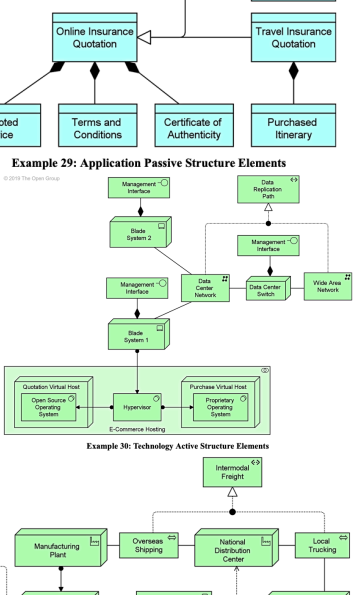 Online Insurance
Quotation
Travel Insurance
Quotation
oted
ice
Terms and
Conditions
Certificate of
Authenticity
Purchased
Itinerary
Example 29: Application Passive Structure Elements
© 2019 The Open Group
Management
Interface
Data
Replication
Path
Blade
System 2
Management
Interface
Management
Interface
Data
Center
Network
Data Center
Switch
Wide Area
Network
Blade
System 1
Quotation Virtual Host
Purchase Virtual Host
Open Source
Operating
System
Hypervisor
Proprietary
Operating
System
E-Commerce Hosting
Example 30: Technology Active Structure Elements
Intermodal
Freight
Manufacturing
Plant
Overseas
Shipping
National
Distribution
Center
Local
Trucking